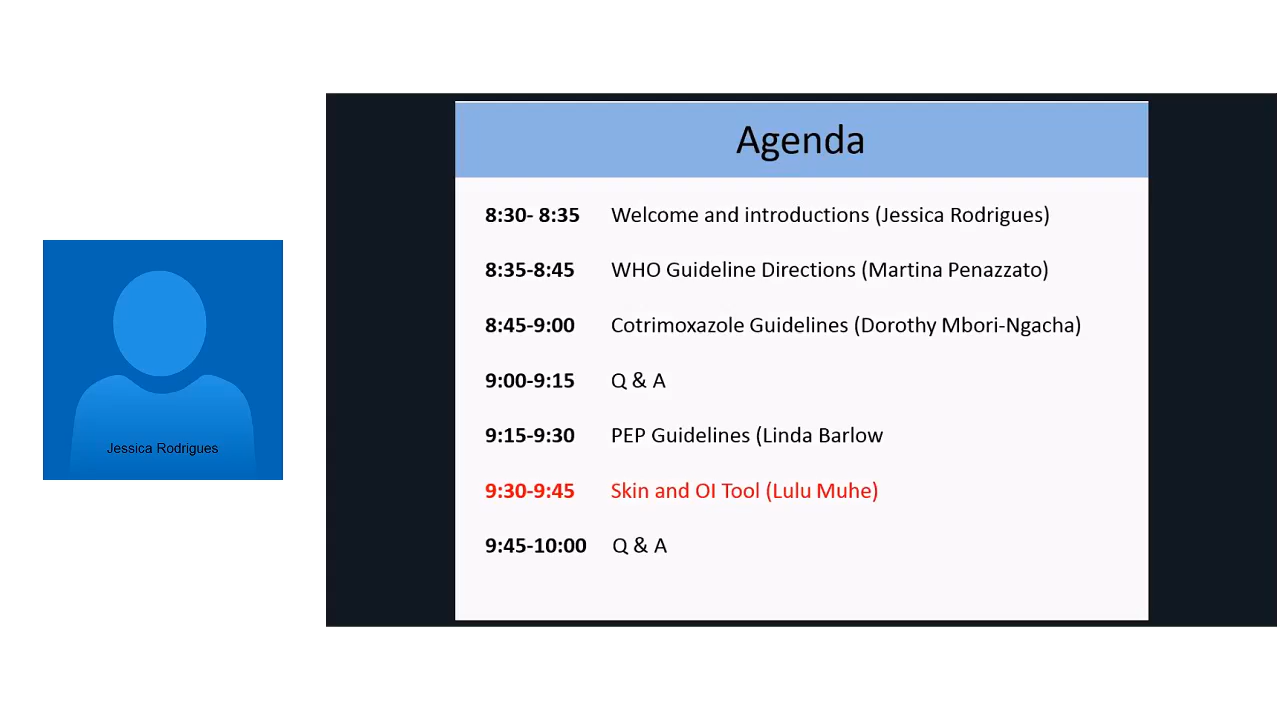 Agenda
8:30- 8:35 Welcome and introductions (Jessica Rodrigues)
8:35-8:45 WHO Guideline Directions (Martina Penazzato)
8:45-9:00 Cotrimoxazole Guidelines (Dorothy Mbori-Ngacha)
9:00-9:15 Q & A
9:15-9:30 PEP Guidelines (Linda Barlow
9:30-9:45 Skin and OI Tool (Lulu Muhe)
9:45-10:00 Q & A
Jessica Rodrigues